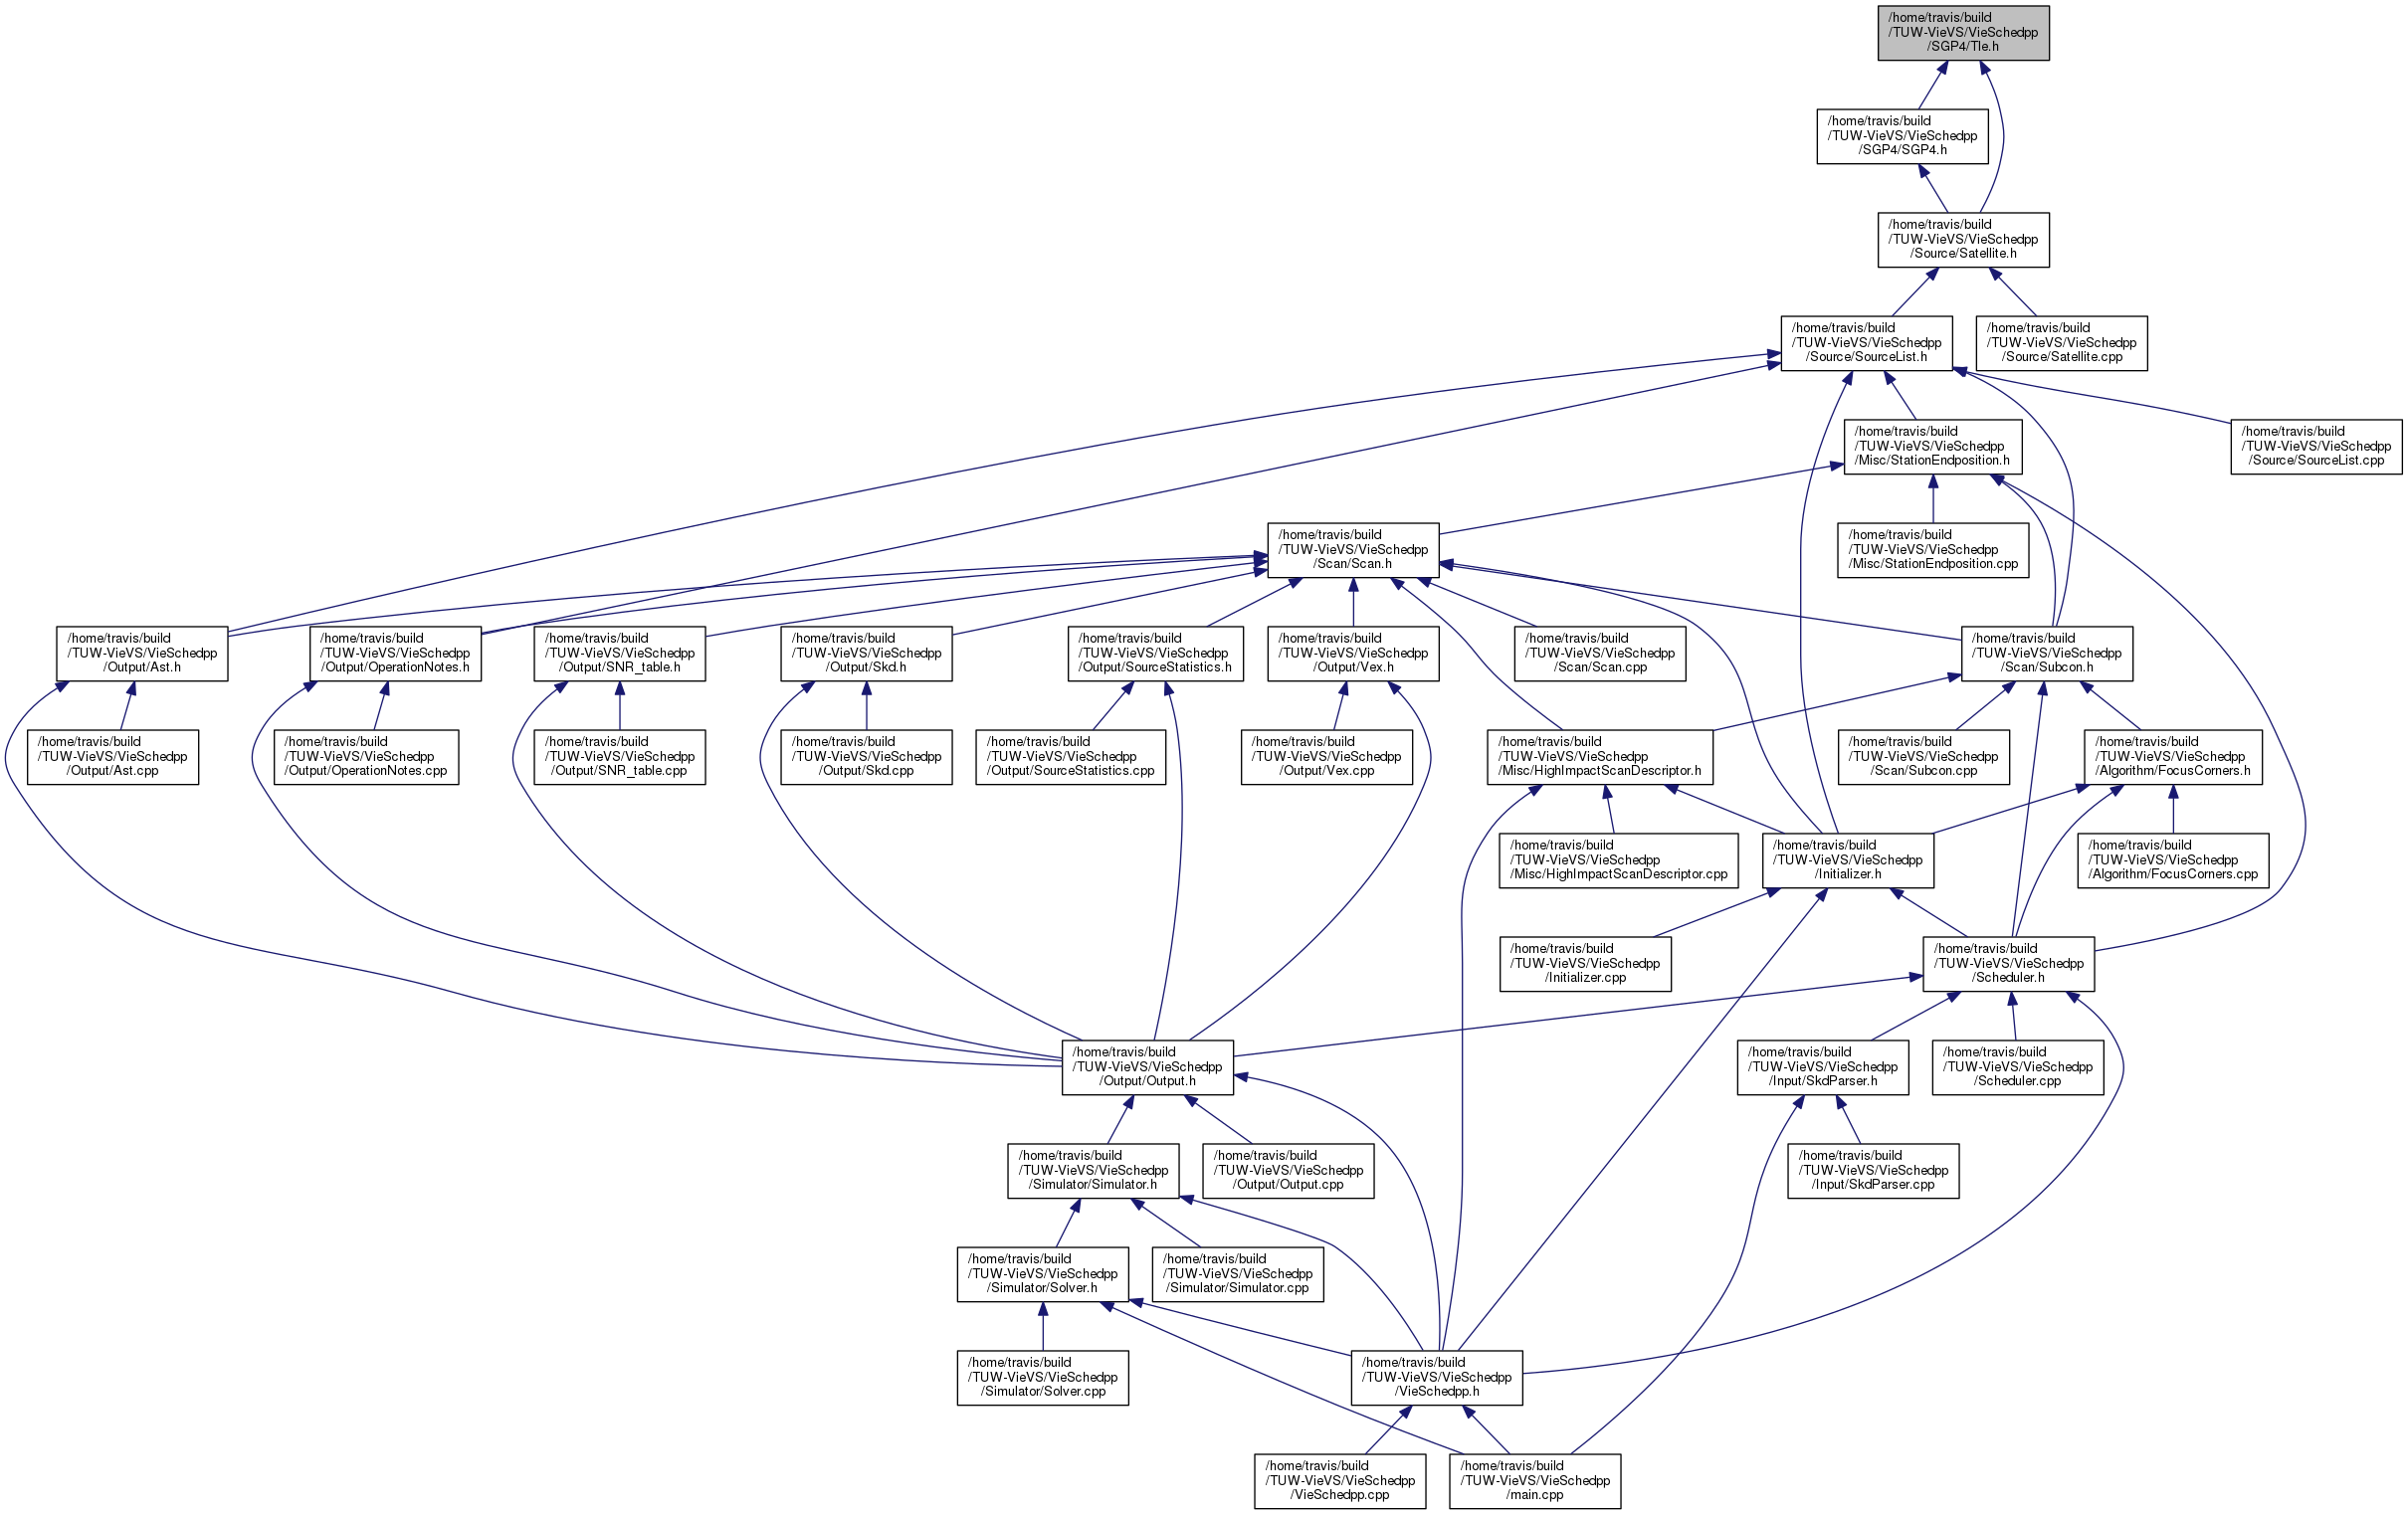 /home/travis/build
/TUW-VieVS/VieSchedpp
/SGP4/Tle.h
/home/travis/build
/TUW-VieVS/VieSchedpp
/SGP4/SGP4.h
/home/travis/build
/TUW-VieVS/VieSchedpp
/Source/Satellite.h
/home/travis/build
/TUW-VieVS/VieSchedpp
/Source/SourceList.h
/home/travis/build
/TUW-VieVS/VieSchedpp
/Source/Satellite.cpp
/home/travis/build
/TUW-VieVS/VieSchedpp
/Misc/StationEndposition.h
/home/travis/build
/TUW-VieVS/VieSchedpp
/Source/SourceList.cpp
/home/travis/build
/TUW-VieVS/VieSchedpp
/Scan/Scan.h
/home/travis/build
/TUW-VieVS/VieSchedpp
/Misc/StationEndposition.cpp
/home/travis/build
/TUW-VieVS/VieSchedpp
/Output/Ast.h
/home/travis/build
/TUW-VieVS/VieSchedpp
/Output/OperationNotes.h
/home/travis/build
/TUW-VieVS/VieSchedpp
/Output/SNR_table.h
/home/travis/build
/TUW-VieVS/VieSchedpp
/Output/Skd.h
/home/travis/build
/TUW-VieVS/VieSchedpp
/Output/SourceStatistics.h
/home/travis/build
/TUW-VieVS/VieSchedpp
/Output/Vex.h
/home/travis/build
/TUW-VieVS/VieSchedpp
/Scan/Scan.cpp
/home/travis/build
/TUW-VieVS/VieSchedpp
/Scan/Subcon.h
/home/travis/build
/TUW-VieVS/VieSchedpp
/Output/Ast.cpp
/home/travis/build
/TUW-VieVS/VieSchedpp
/Output/OperationNotes.cpp
/home/travis/build
/TUW-VieVS/VieSchedpp
/Output/SNR_table.cpp
/home/travis/build
/TUW-VieVS/VieSchedpp
/Output/Skd.cpp
/home/travis/build
/TUW-VieVS/VieSchedpp
/Output/SourceStatistics.cpp
/home/travis/build
/TUW-VieVS/VieSchedpp
/Output/Vex.cpp
/home/travis/build
/TUW-VieVS/VieSchedpp
/Misc/HighImpactScanDescriptor.h
/home/travis/build
/TUW-VieVS/VieSchedpp
/Scan/Subcon.cpp
/home/travis/build
/TUW-VieVS/VieSchedpp
/Algorithm/FocusCorners.h
/home/travis/build
/TUW-VieVS/VieSchedpp
/Misc/HighImpactScanDescriptor.cpp
/home/travis/build
/TUW-VieVS/VieSchedpp
/Initializer.h
/home/travis/build
/TUW-VieVS/VieSchedpp
/Algorithm/FocusCorners.cpp
/home/travis/build
/TUW-VieVS/VieSchedpp
/Initializer.cpp
/home/travis/build
/TUW-VieVS/VieSchedpp
/Scheduler.h
/home/travis/build
/TUW-VieVS/VieSchedpp
/Output/Output.h
/home/travis/build
/TUW-VieVS/VieSchedpp
/Input/SkdParser.h
/home/travis/build
/TUW-VieVS/VieSchedpp
/Scheduler.cpp
/home/travis/build
/TUW-VieVS/VieSchedpp
/Simulator/Simulator.h
/home/travis/build
/TUW-VieVS/VieSchedpp
/Output/Output.cpp
/home/travis/build
/TUW-VieVS/VieSchedpp
/Input/SkdParser.cpp
/home/travis/build
/TUW-VieVS/VieSchedpp
/Simulator/Solver.h
/home/travis/build
/TUW-VieVS/VieSchedpp
/Simulator/Simulator.cpp
/home/travis/build
/TUW-VieVS/VieSchedpp
/Simulator/Solver.cpp
/home/travis/build
/TUW-VieVS/VieSchedpp
/VieSchedpp.h
/home/travis/build
/TUW-VieVS/VieSchedpp
/VieSchedpp.cpp
/home/travis/build
/TUW-VieVS/VieSchedpp
/main.cpp